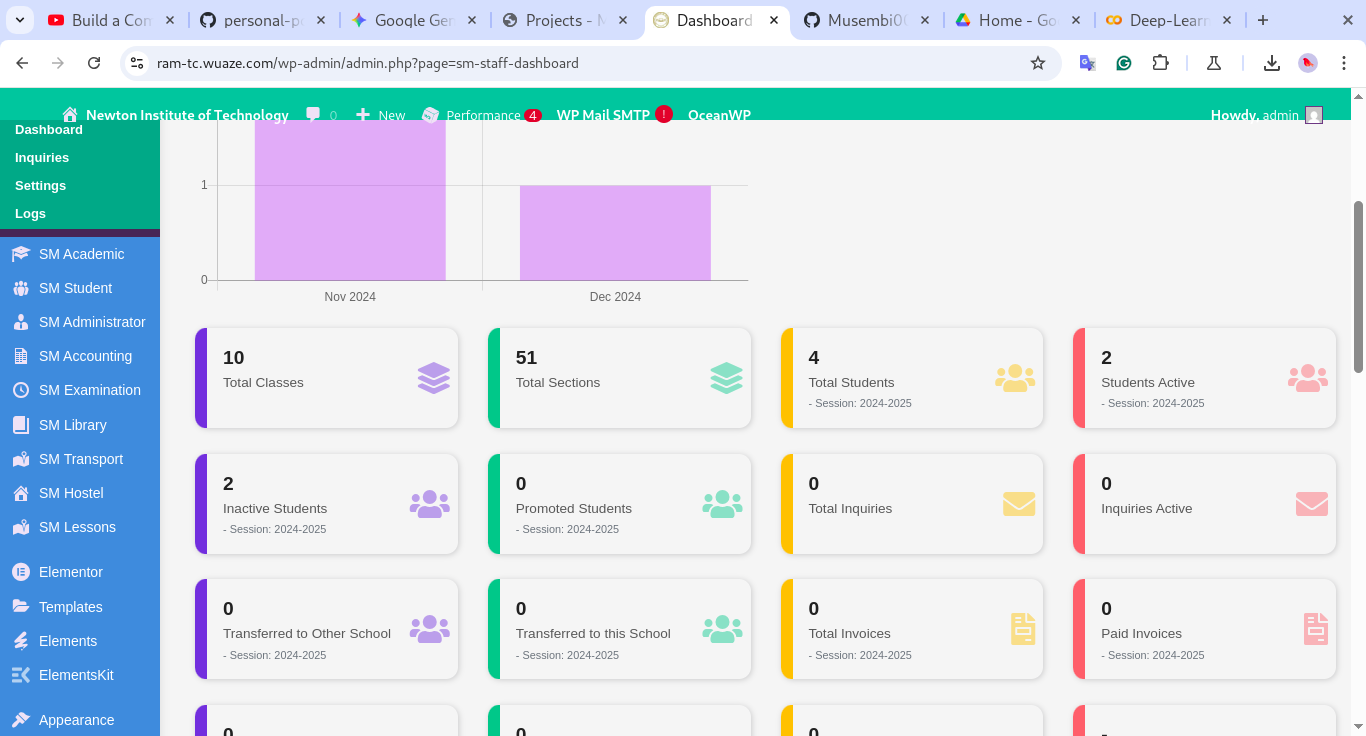 Build a Con
personal-p
Google Gen
Projects - M
Dashboard
Musembi00
Home - Go
Deep-Learn
ram-tc.wuaze.com/wp-admin/admin.php?page=sm-staff-dashboard
Newton Institute of Technology 0 New Performance 4 WP Mail SMTP ! OceanWP Howdy, admin
Dashboard
Inquiries
Settings
Logs
SM Academic
SM Student
SM Administrator
SM Accounting
SM Examination
SM Library
SM Transport
SM Hostel
SM Lessons
Elementor
Templates
Elements
ElementsKit
Appearance
1
0
Nov 2024 Dec 2024
10
Total Classes
51
Total Sections
4
Total Students
- Session: 2024-2025
2
Students Active
- Session: 2024-2025
2
Inactive Students
- Session: 2024-2025
0
Promoted Students
- Session: 2024-2025
0
Total Inquiries
0
Inquiries Active
0
Transferred to Other School
- Session: 2024-2025
0
Transferred to this School
- Session: 2024-2025
0
Total Invoices
- Session: 2024-2025
0
Paid Invoices
- Session: 2024-2025
0
0
0
-